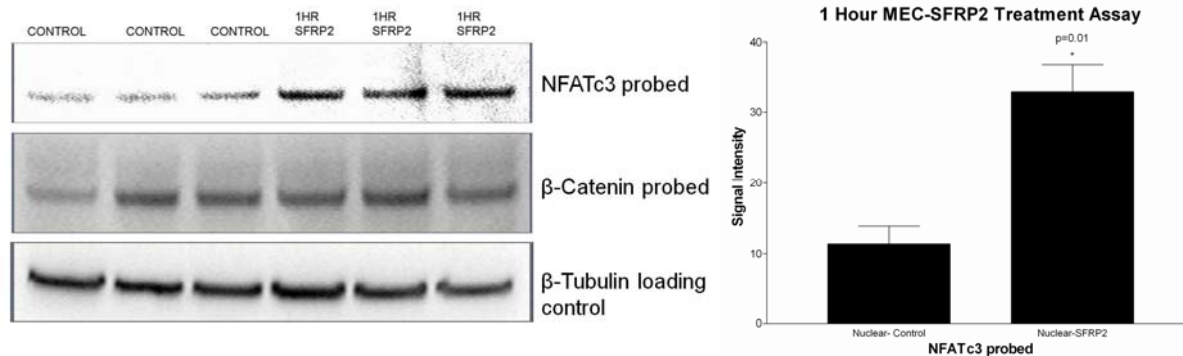 CONTROL
CONTROL
CONTROL
1HR
SFRP2
1HR
SFRP2
1HR
SFRP2
NFATc3 probed
β-Catenin probed
β-Tubulin loading
control
1 Hour MEC-SFRP2 Treatment Assay
p=0.01
*
Signal Intensity
40
30
20
10
0
Nuclear- Control
Nuclear-SFRP2
NFATc3 probed